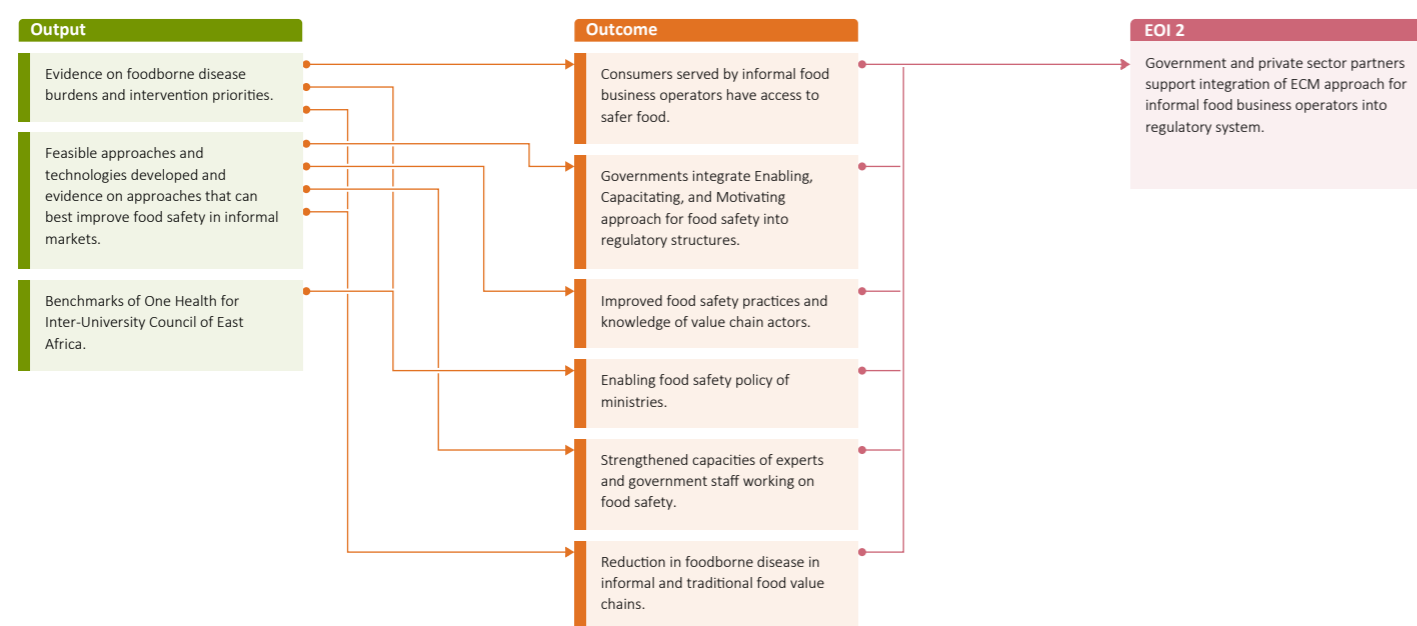 Output
Evidence on foodborne disease
burdens and intervention priorities.
Feasible approaches and
technologies developed and
evidence on approaches that can
best improve food safety in informal
markets.
Benchmarks of One Health for
Inter-University Council of East
Africa.
Outcome
Consumers served by informal food
business operators have access to
safer food.
Governments integrate Enabling,
Capacitating, and Motivating
approach for food safety into
regulatory structures.
Improved food safety practices and
knowledge of value chain actors.
Enabling food safety policy of
ministries.
Strengthened capacities of experts
and government staff working on
food safety.
Reduction in foodborne disease in
informal and traditional food value
chains.
EOI 2
Government and private sector partners
support integration of ECM approach for
informal food business operators into
regulatory system.